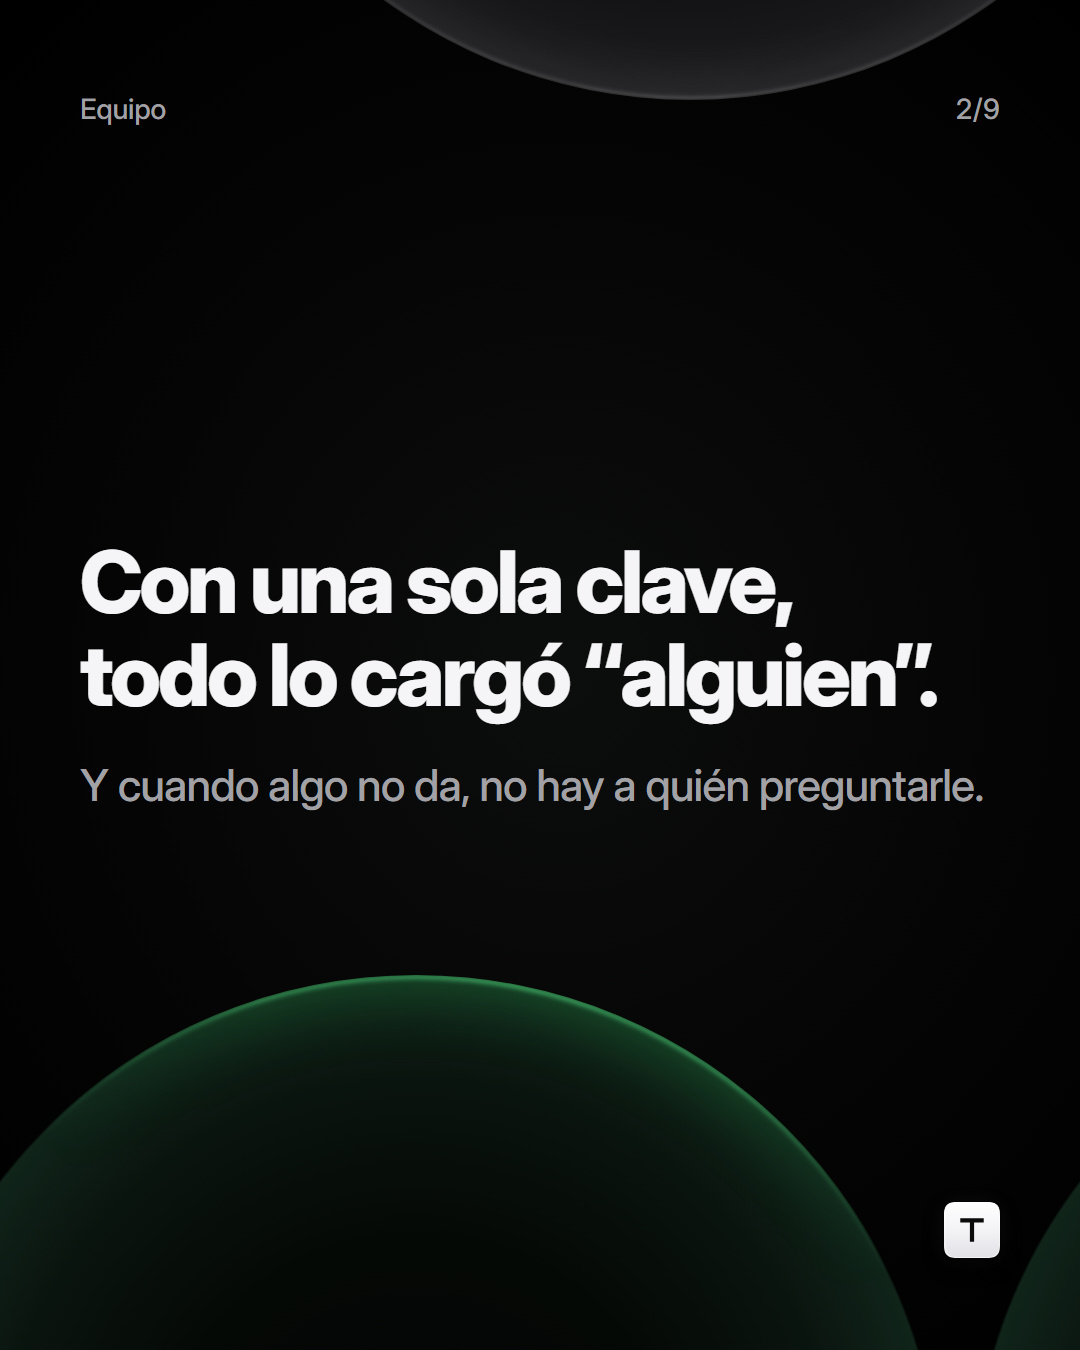 Equipo
2/9
Con una sola clave,
todo lo cargó “alguien”.
Y cuando algo no da, no hay a quién preguntarle.
T